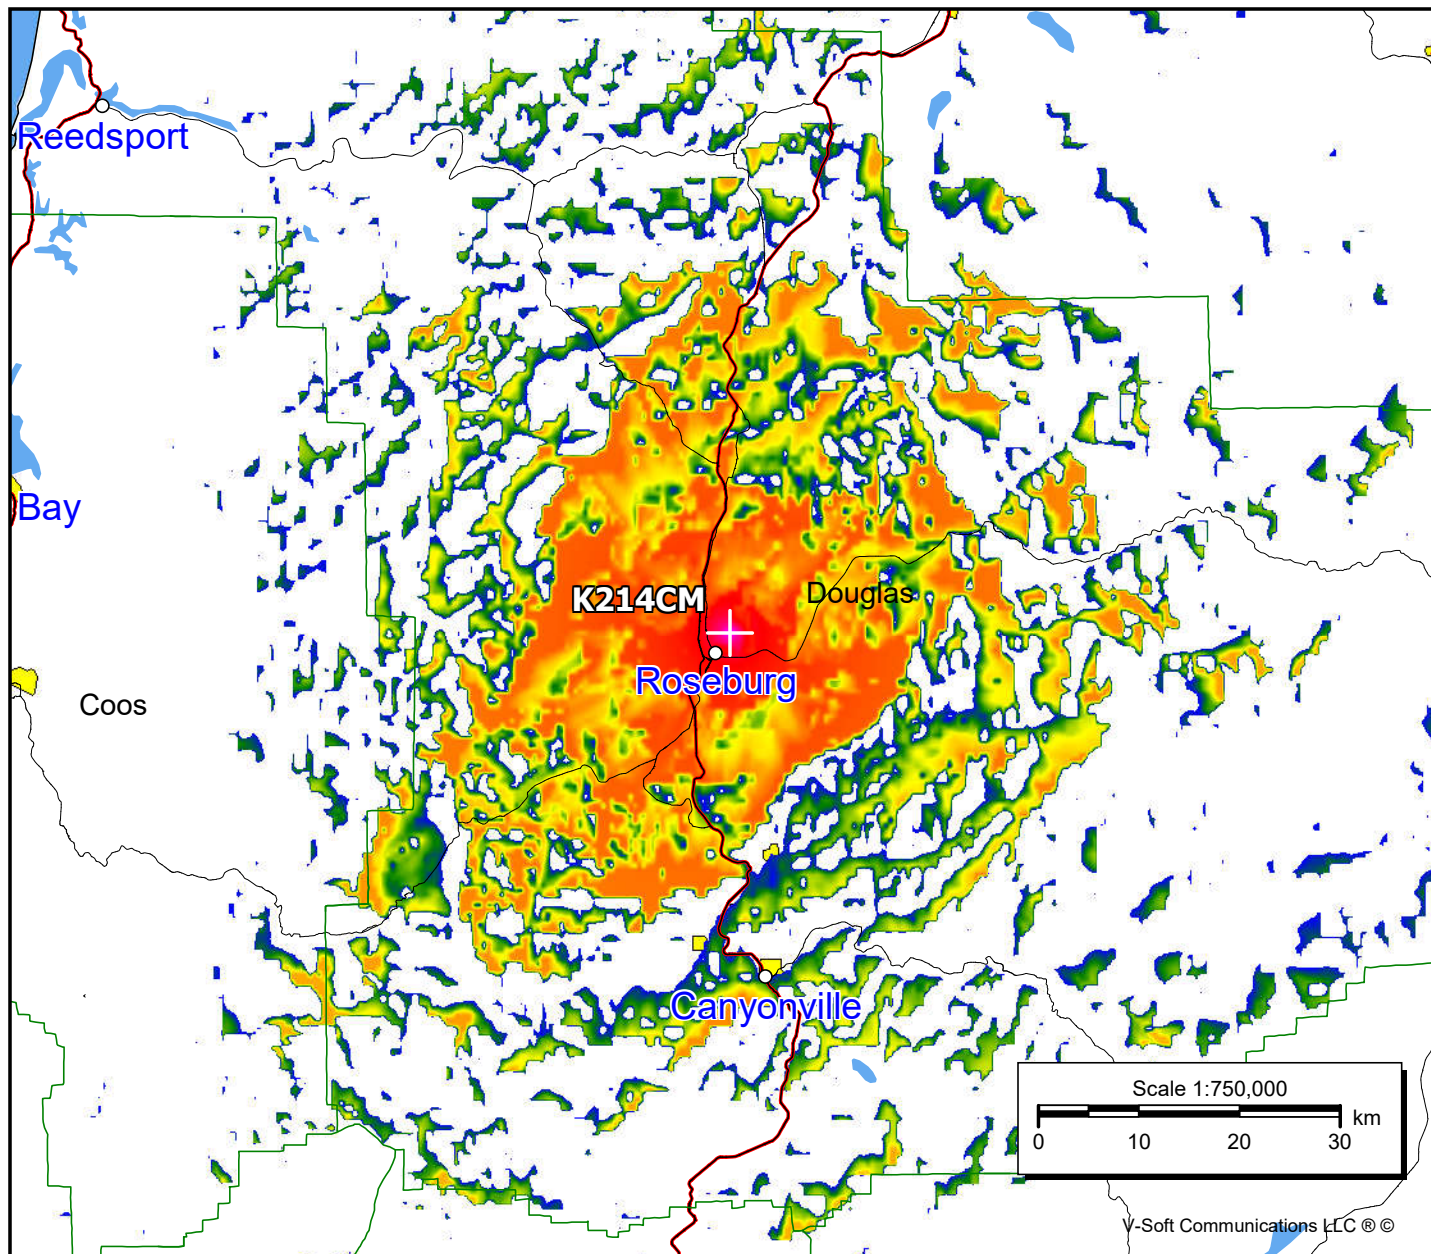 Reedsport
Bay
K214CM
Douglas
Roseburg
Coos
Canyonville
Scale 1:750,000
km
0 10 20 30
V-Soft Communications LLC ® ©